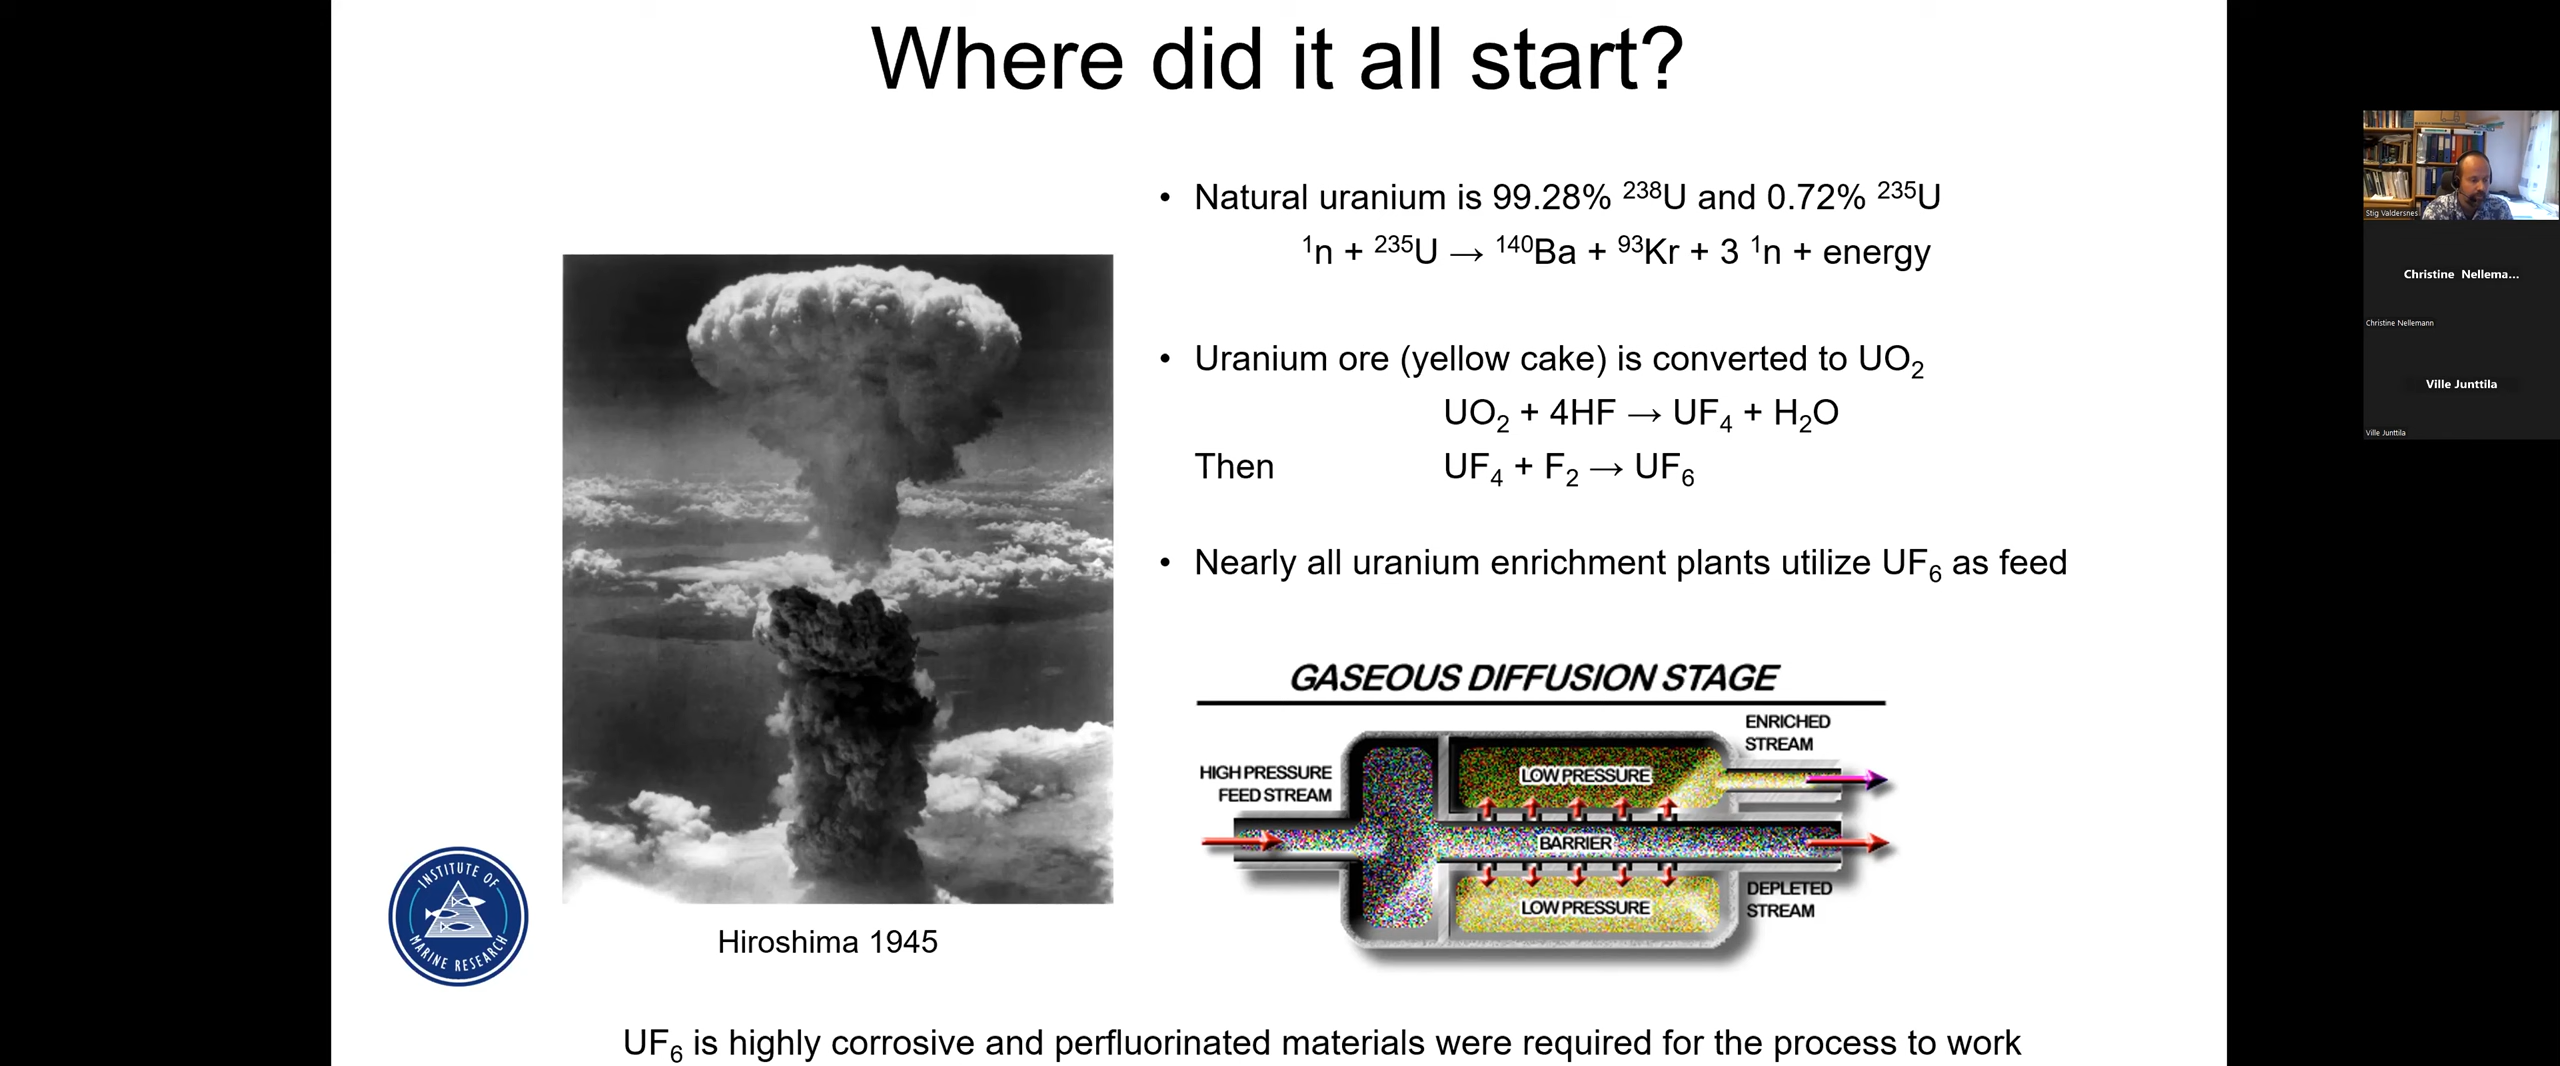 Where did it all start?
• Natural uranium is 99.28% ²³⁸U and 0.72% ²³⁵U
¹n + ²³⁵U → ¹⁴⁰Ba + ⁹³Kr + 3 ¹n + energy
• Uranium ore (yellow cake) is converted to UO₂
UO₂ + 4HF → UF₄ + H₂O
Then UF₄ + F₂ → UF₆
• Nearly all uranium enrichment plants utilize UF₆ as feed
GASEOUS DIFFUSION STAGE
ENRICHED
STREAM
HIGH PRESSURE
FEED STREAM
LOW PRESSURE
BARRIER
LOW PRESSURE
DEPLETED
STREAM
INSTITUTE OF
MARINE RESEARCH
Hiroshima 1945
UF₆ is highly corrosive and perfluorinated materials were required for the process to work
Stig Valdersnes
Christine Nellema...
Christine Nellemann
Ville Junttila
Ville Junttila